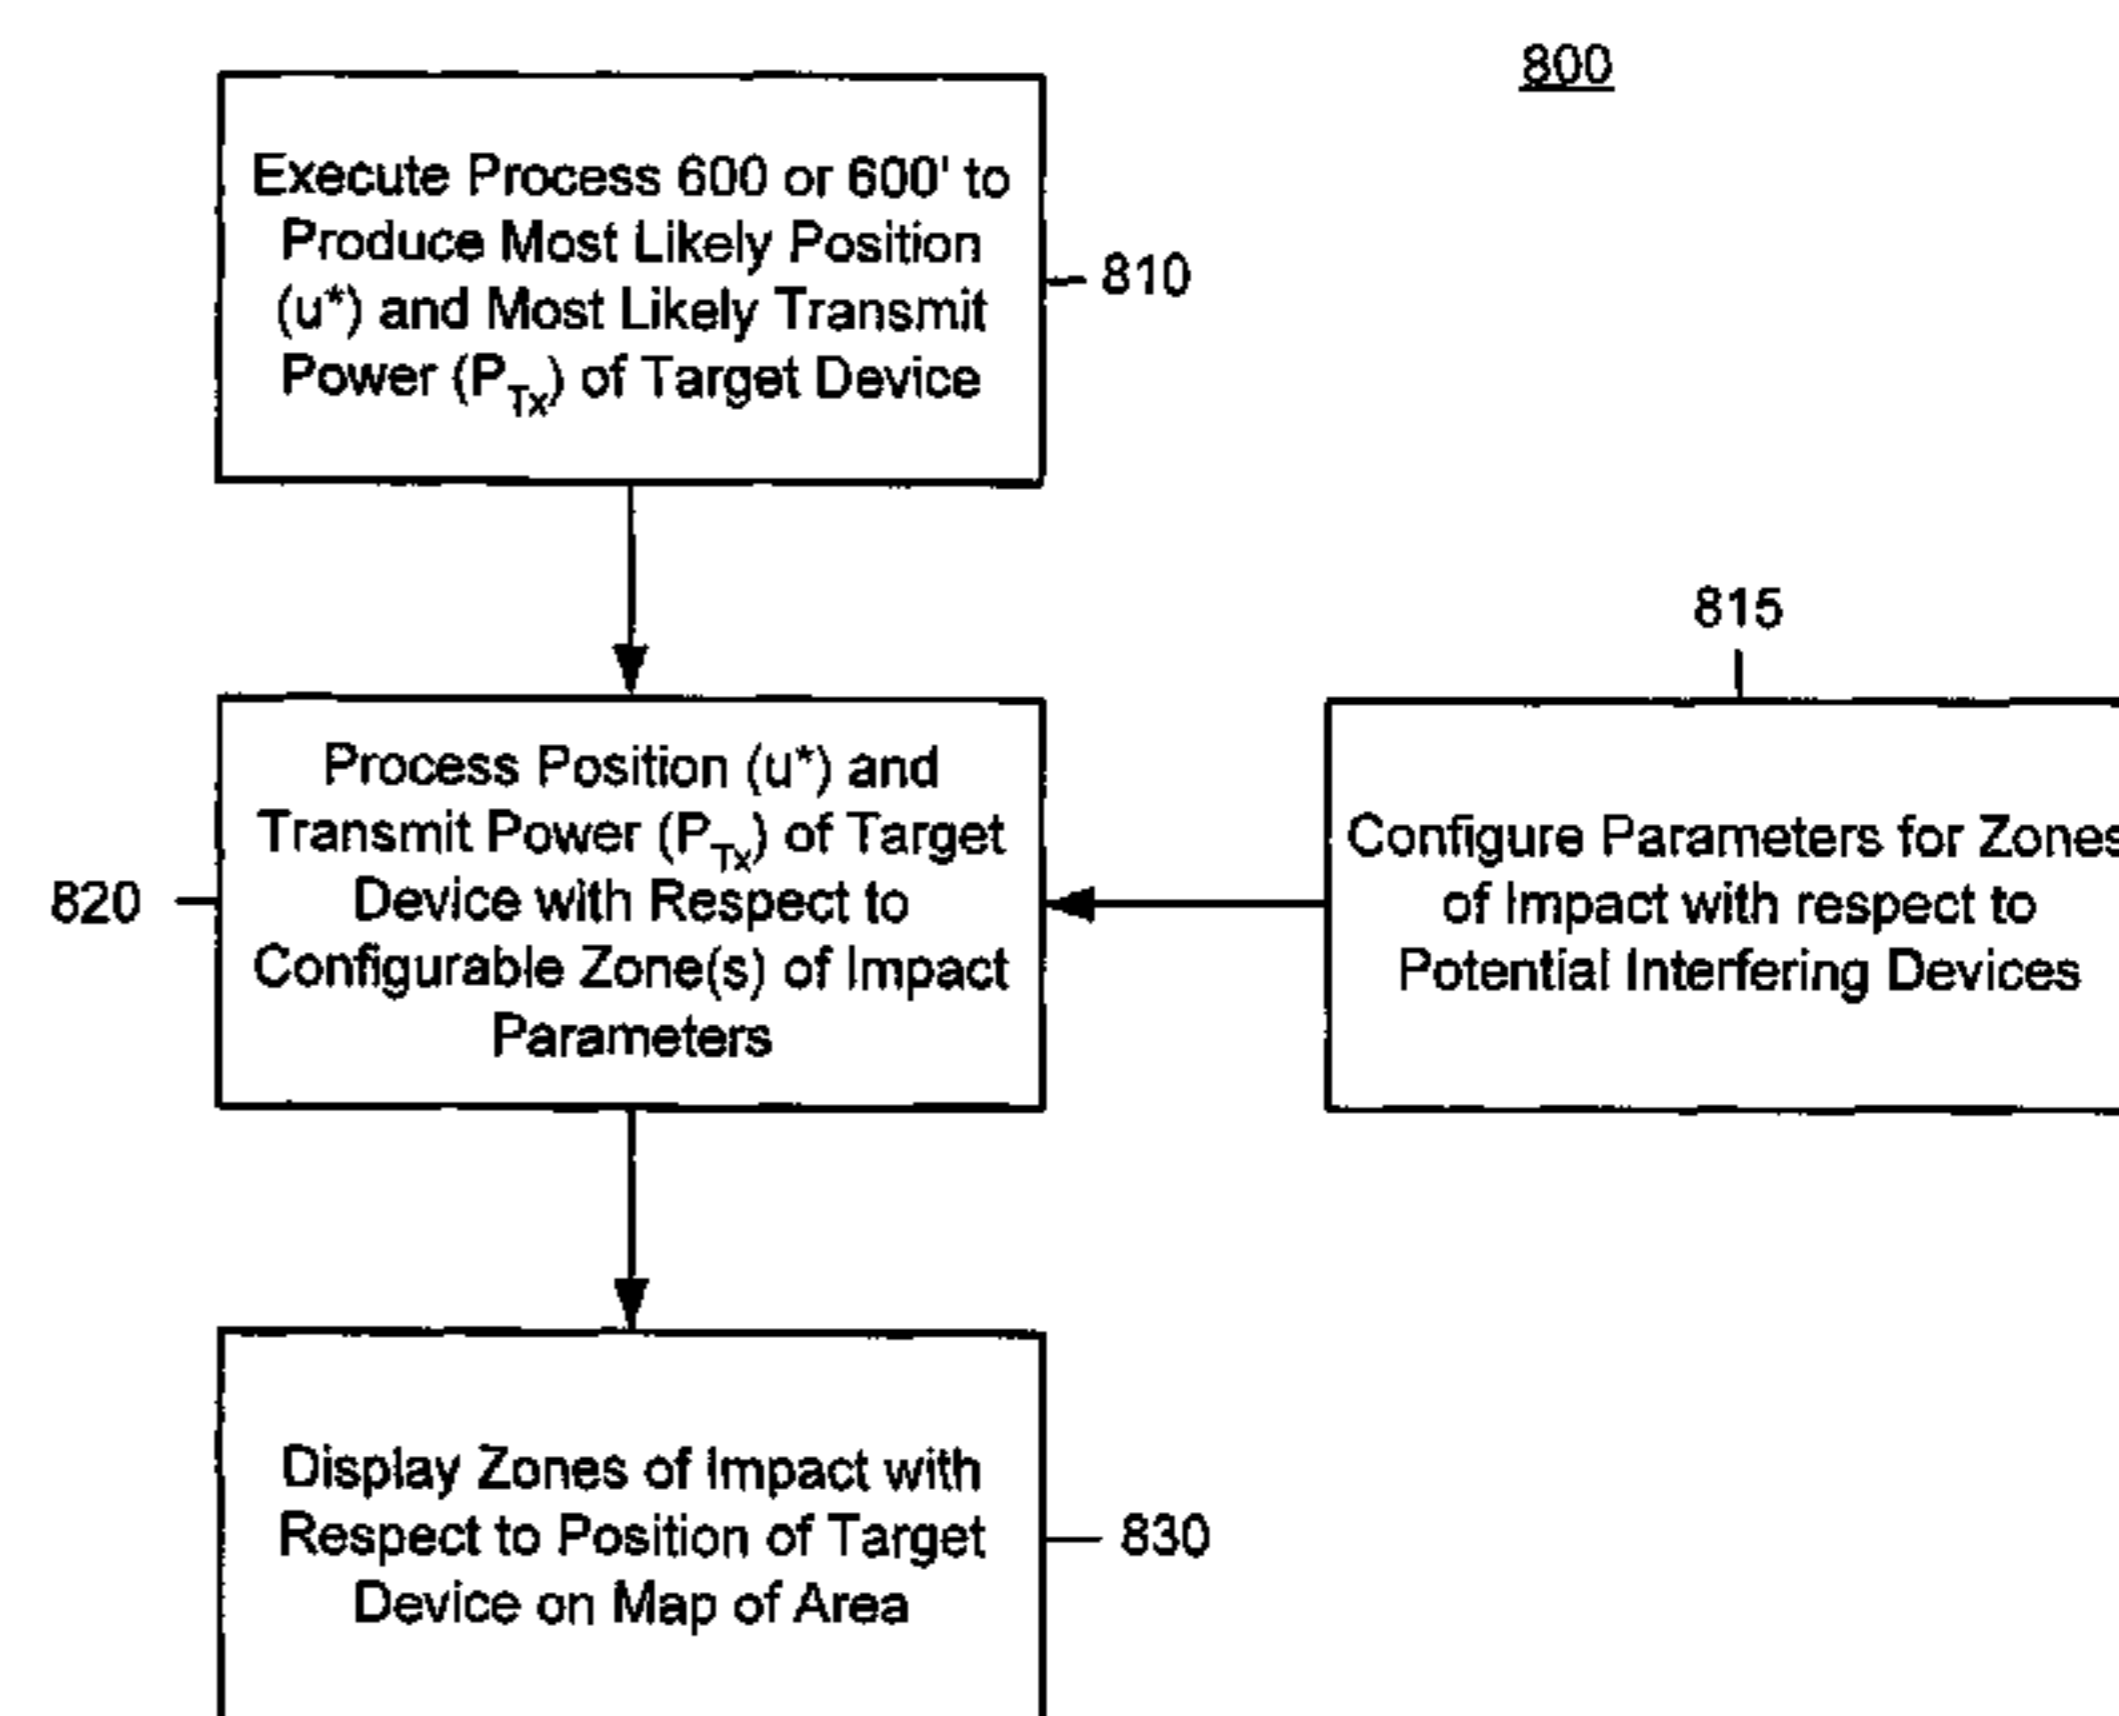 800
Execute Process 600 or 600' to
Produce Most Likely Position
(u*) and Most Likely Transmit
Power (P_Tx) of Target Device
810
815
Process Position (u*) and
Transmit Power (P_Tx) of Target
Device with Respect to
Configurable Zone(s) of Impact
Parameters
820
Configure Parameters for Zones
of Impact with respect to
Potential Interfering Devices
Display Zones of Impact with
Respect to Position of Target
Device on Map of Area
830